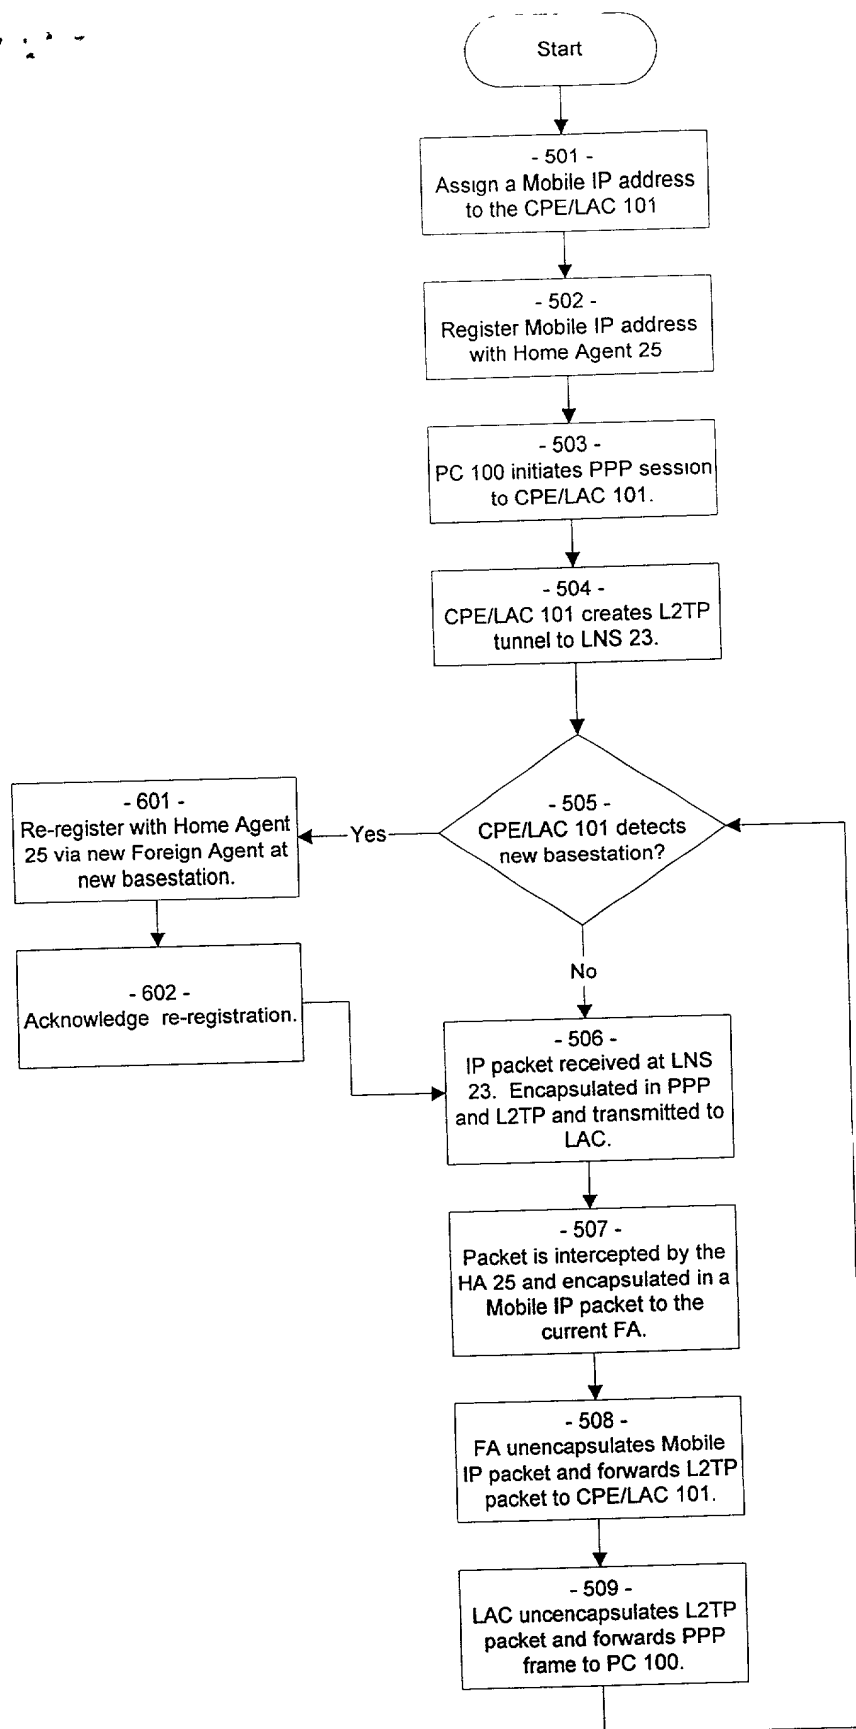 Start
- 501 -
Assign a Mobile IP address
to the CPE/LAC 101
- 502 -
Register Mobile IP address
with Home Agent 25
- 503 -
PC 100 initiates PPP session
to CPE/LAC 101.
- 504 -
CPE/LAC 101 creates L2TP
tunnel to LNS 23.
- 505 -
CPE/LAC 101 detects
new basestation?
Yes
- 601 -
Re-register with Home Agent
25 via new Foreign Agent at
new basestation.
- 602 -
Acknowledge re-registration.
No
- 506 -
IP packet received at LNS
23. Encapsulated in PPP
and L2TP and transmitted to
LAC.
- 507 -
Packet is intercepted by the
HA 25 and encapsulated in a
Mobile IP packet to the
current FA.
- 508 -
FA unencapsulates Mobile
IP packet and forwards L2TP
packet to CPE/LAC 101.
- 509 -
LAC uncencapsulates L2TP
packet and forwards PPP
frame to PC 100.